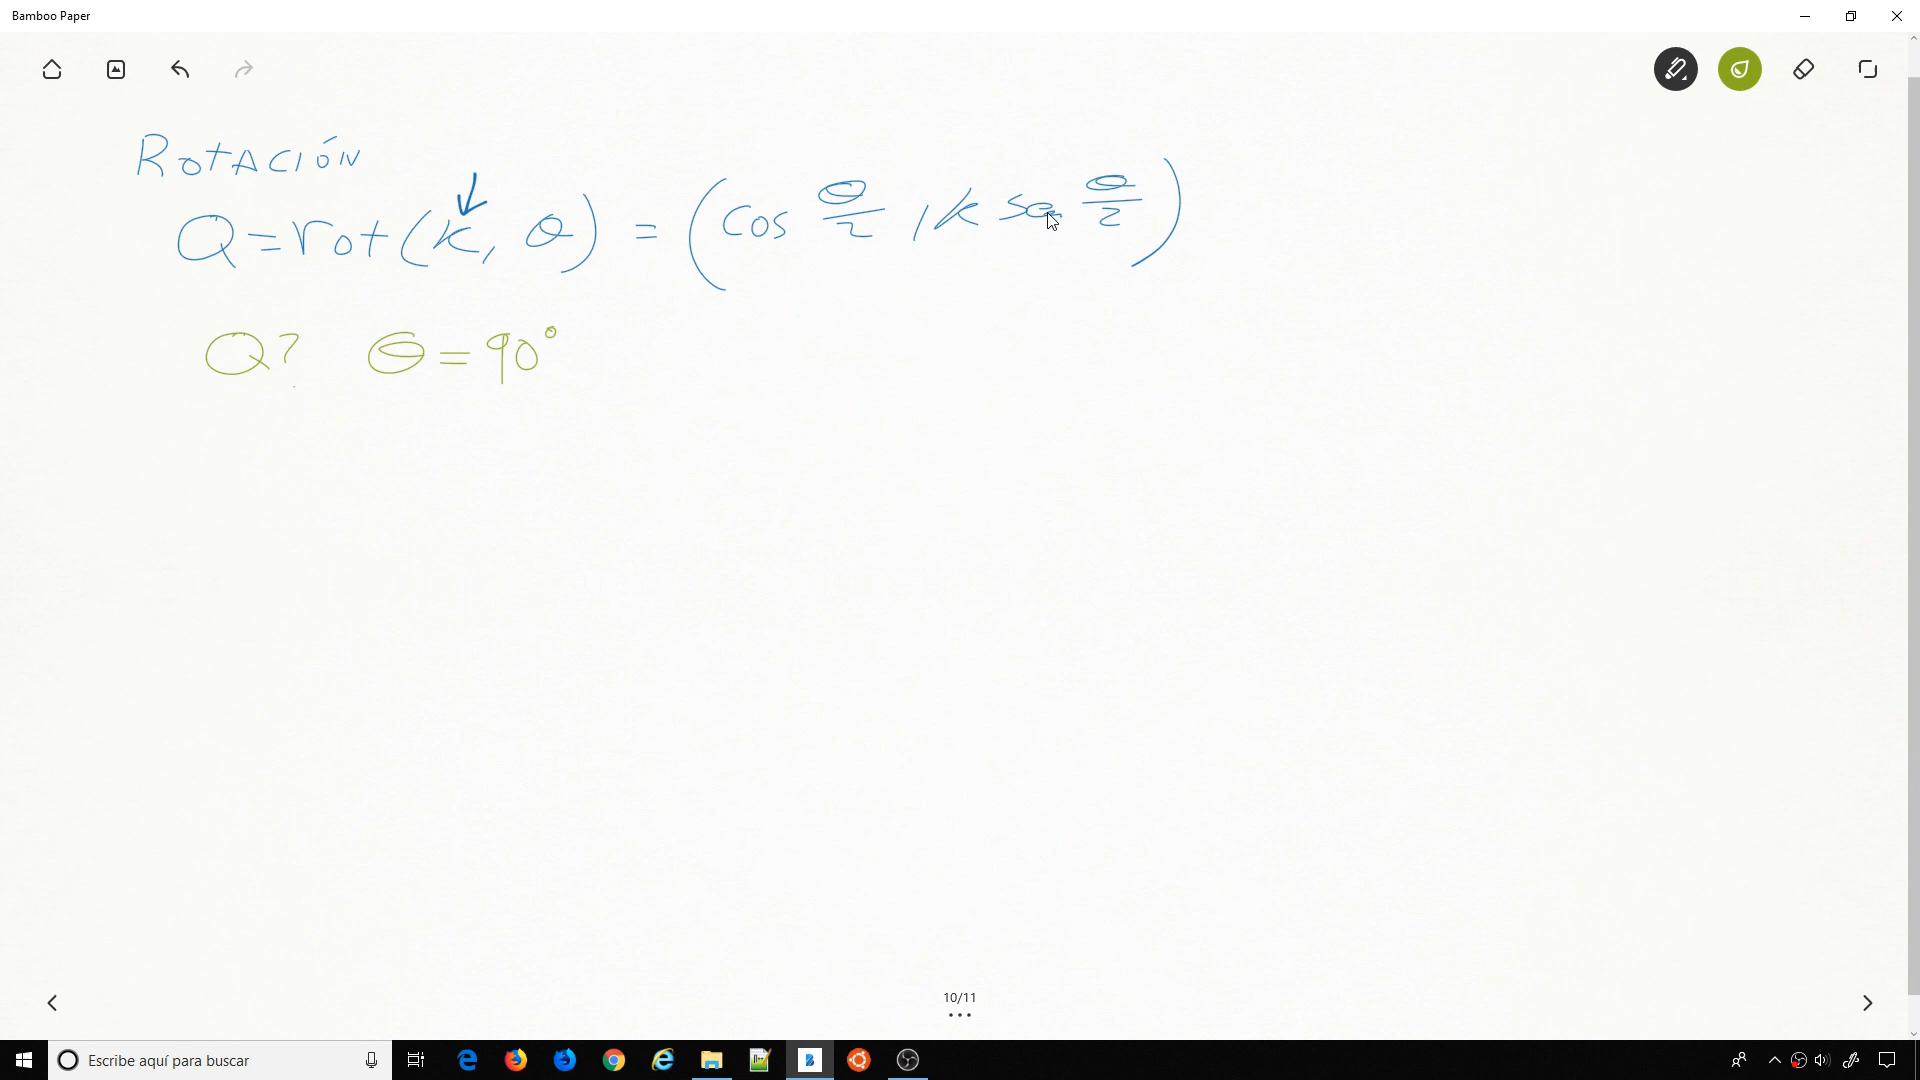 Bamboo Paper
ROTACIÓN
Q = rot(k, θ) = (cos θ/2, k sen θ/2)
Q? θ = 90°
10/11
Escribe aquí para buscar